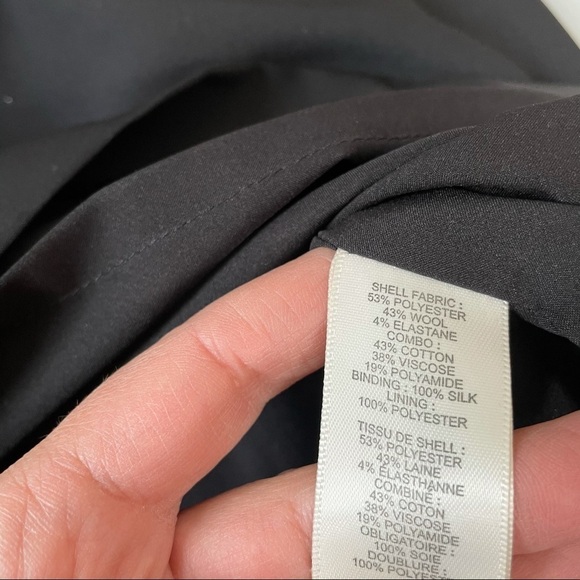 SHELL FABRIC :
53% POLYESTER
43% WOOL
4% ELASTANE
COMBO :
43% COTTON
38% VISCOSE
19% POLYAMIDE
BINDING : 100% SILK
LINING :
100% POLYESTER
TISSU DE SHELL :
53% POLYESTER
43% LAINE
4% ÉLASTHANNE
COMBINÉ :
43% COTON
38% VISCOSE
19% POLYAMIDE
OBLIGATOIRE :
100% SOIE
DOUBLURE :
100% POLYESTER